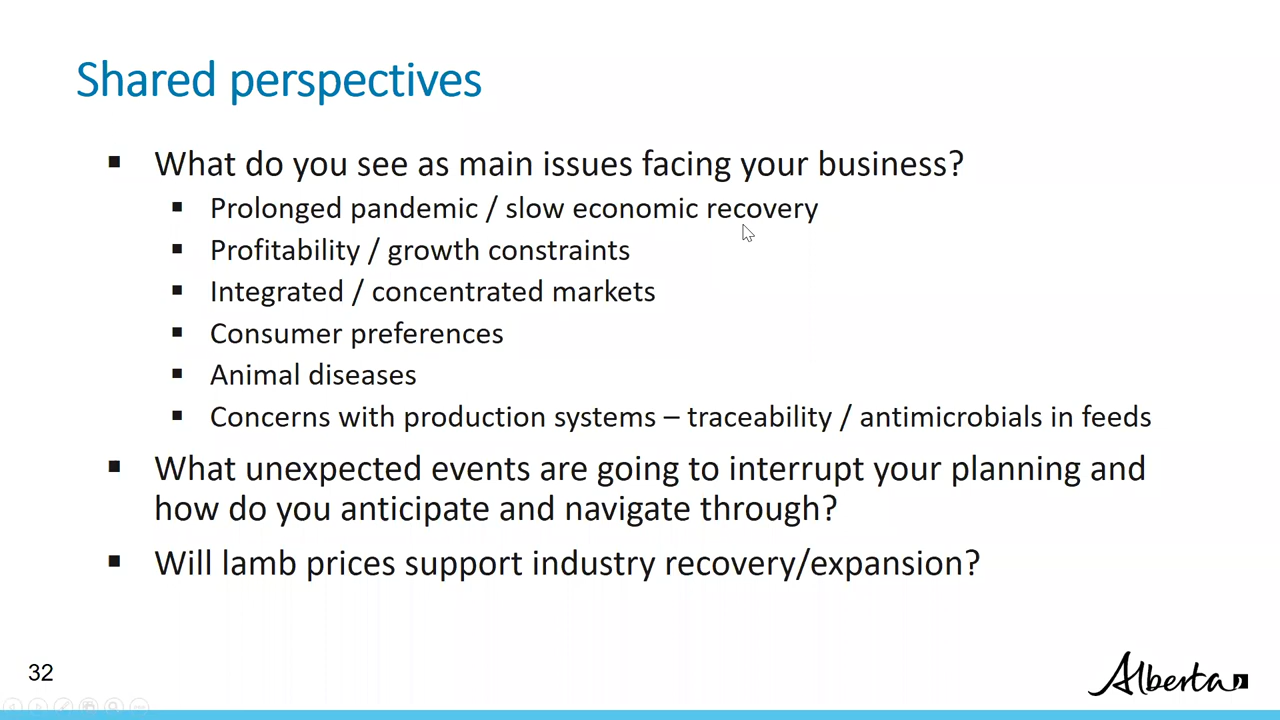 Shared perspectives
▪ What do you see as main issues facing your business?
▪ Prolonged pandemic / slow economic recovery
▪ Profitability / growth constraints
▪ Integrated / concentrated markets
▪ Consumer preferences
▪ Animal diseases
▪ Concerns with production systems – traceability / antimicrobials in feeds
▪ What unexpected events are going to interrupt your planning and
how do you anticipate and navigate through?
▪ Will lamb prices support industry recovery/expansion?
32
Alberta